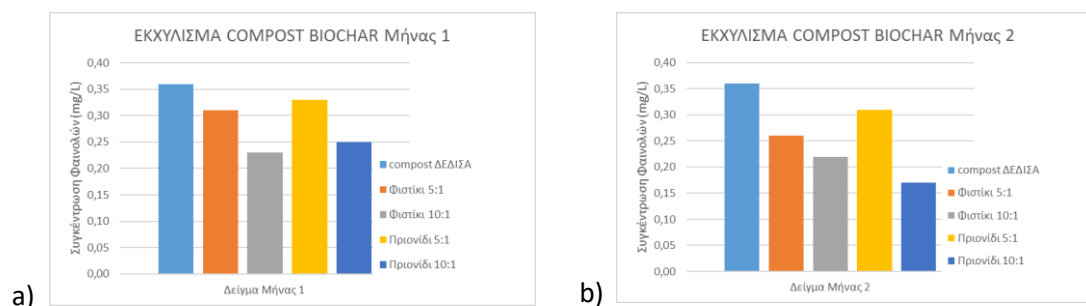 ΕΚΧΥΛΙΣΜΑ COMPOST BIOCHAR Μήνας 1
Συγκέντρωση Φαινολών (mg/L)
0,40
0,35
0,30
0,25
0,20
0,15
0,10
0,05
0,00
compost ΔΕΔΙΣΑ
Φιστίκι 5:1
Φιστίκι 10:1
Πριονίδι 5:1
Πριονίδι 10:1
Δείγμα Μήνας 1
a)
ΕΚΧΥΛΙΣΜΑ COMPOST BIOCHAR Μήνας 2
Συγκέντρωση Φαινολών (mg/L)
0,40
0,35
0,30
0,25
0,20
0,15
0,10
0,05
0,00
compost ΔΕΔΙΣΑ
Φιστίκι 5:1
Φιστίκι 10:1
Πριονίδι 5:1
Πριονίδι 10:1
Δείγμα Μήνας 2
b)